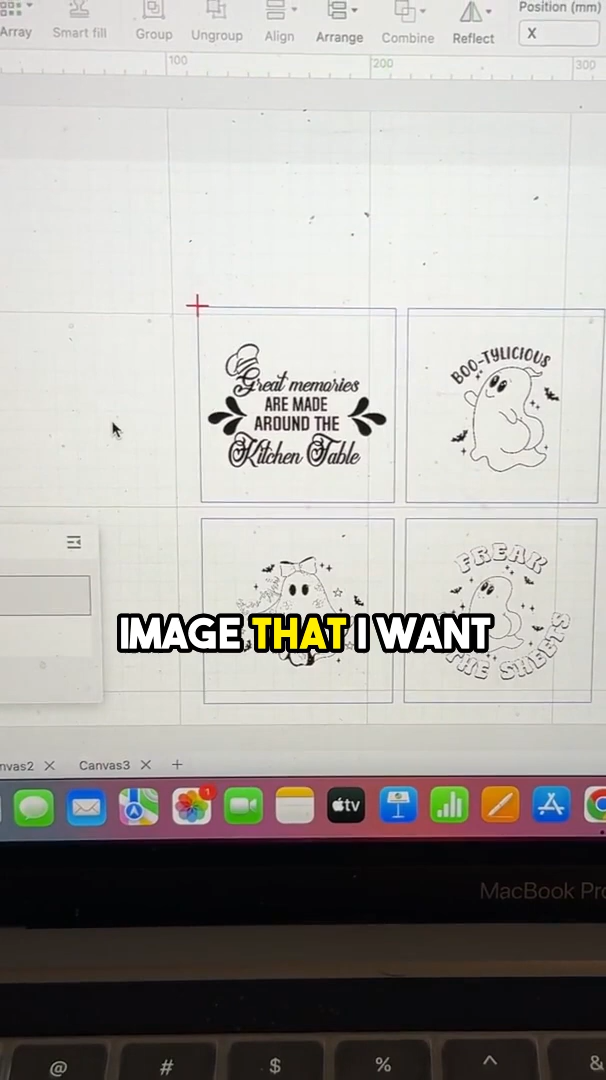 Position (mm)
Array
Smart fill
Group
Ungroup
Align
Arrange
Combine
Reflect
X
100
200
300
Great memories
ARE MADE
AROUND THE
Kitchen Table
BOO-TYLICIOUS
FREAK
THE SHEETS
IMAGE THAT I WANT
nvas2
Canvas3
1
tv
MacBook Pro
@
#
$
%
^
&